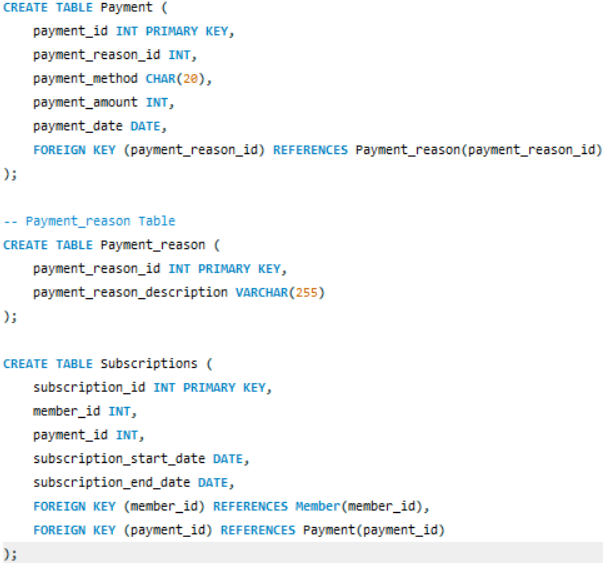 CREATE TABLE Payment (
    payment_id INT PRIMARY KEY,
    payment_reason_id INT,
    payment_method CHAR(20),
    payment_amount INT,
    payment_date DATE,
    FOREIGN KEY (payment_reason_id) REFERENCES Payment_reason(payment_reason_id)
);

-- Payment_reason Table
CREATE TABLE Payment_reason (
    payment_reason_id INT PRIMARY KEY,
    payment_reason_description VARCHAR(255)
);

CREATE TABLE Subscriptions (
    subscription_id INT PRIMARY KEY,
    member_id INT,
    payment_id INT,
    subscription_start_date DATE,
    subscription_end_date DATE,
    FOREIGN KEY (member_id) REFERENCES Member(member_id),
    FOREIGN KEY (payment_id) REFERENCES Payment(payment_id)
);